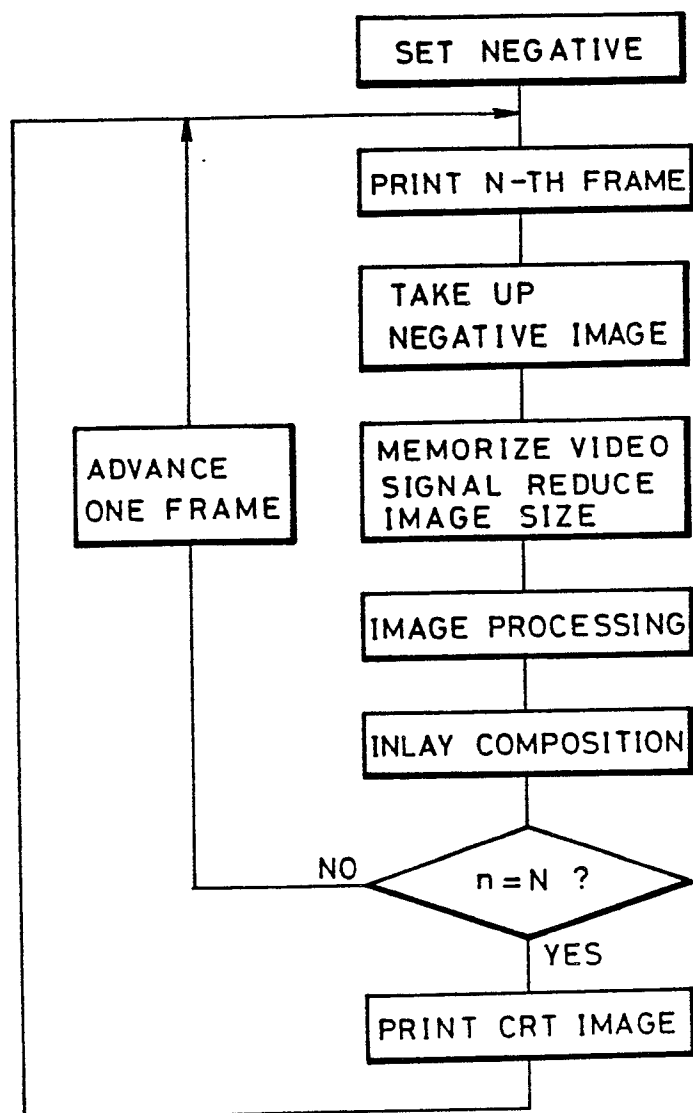 SET NEGATIVE
PRINT N-TH FRAME
TAKE UP
NEGATIVE IMAGE
MEMORIZE VIDEO
SIGNAL REDUCE
IMAGE SIZE
ADVANCE
ONE FRAME
IMAGE PROCESSING
INLAY COMPOSITION
NO
n = N ?
YES
PRINT CRT IMAGE